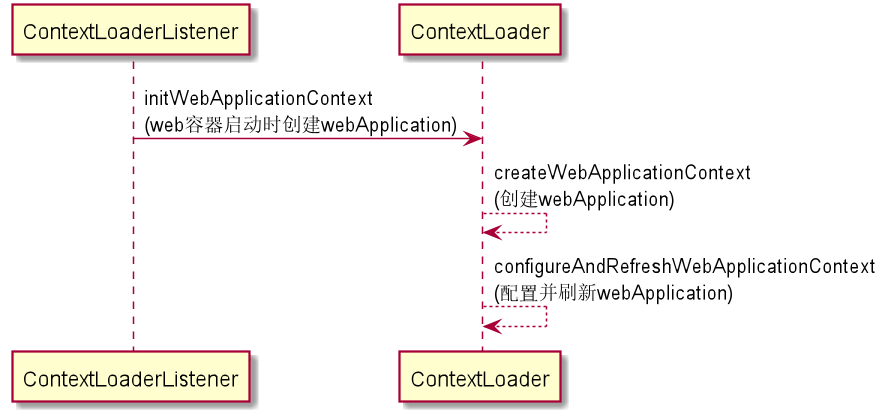 ContextLoaderListener
ContextLoader
initWebApplicationContext
(web容器启动时创建webApplication)
createWebApplicationContext
(创建webApplication)
configureAndRefreshWebApplicationContext
(配置并刷新webApplication)
ContextLoaderListener
ContextLoader